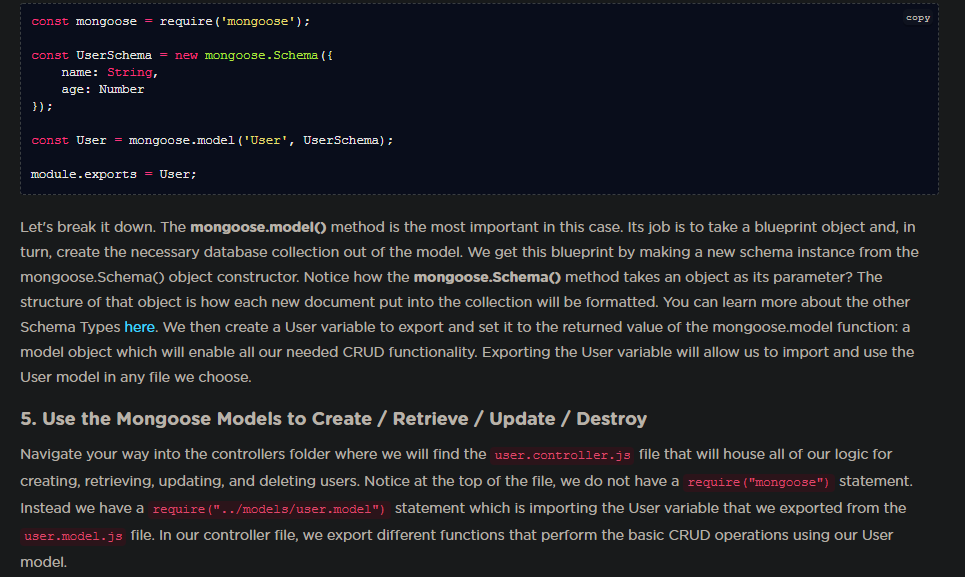 const mongoose = require('mongoose');
copy
const UserSchema = new mongoose.Schema({
    name: String,
    age: Number
});
const User = mongoose.model('User', UserSchema);
module.exports = User;
Let's break it down. The mongoose.model() method is the most important in this case. Its job is to take a blueprint object and, in
turn, create the necessary database collection out of the model. We get this blueprint by making a new schema instance from the
mongoose.Schema() object constructor. Notice how the mongoose.Schema() method takes an object as its parameter? The
structure of that object is how each new document put into the collection will be formatted. You can learn more about the other
Schema Types here. We then create a User variable to export and set it to the returned value of the mongoose.model function: a
model object which will enable all our needed CRUD functionality. Exporting the User variable will allow us to import and use the
User model in any file we choose.
5. Use the Mongoose Models to Create / Retrieve / Update / Destroy
Navigate your way into the controllers folder where we will find the user.controller.js file that will house all of our logic for
creating, retrieving, updating, and deleting users. Notice at the top of the file, we do not have a require("mongoose") statement.
Instead we have a require("../models/user.model") statement which is importing the User variable that we exported from the
user.model.js file. In our controller file, we export different functions that perform the basic CRUD operations using our User
model.